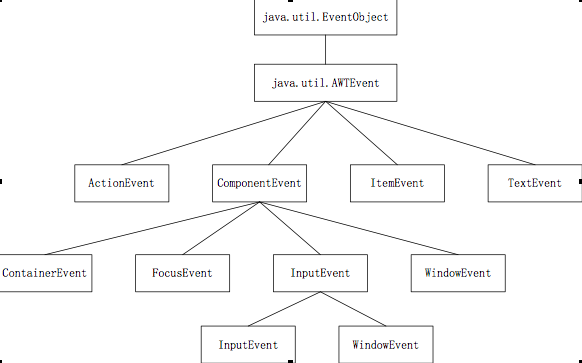 java.util.EventObject
java.util.AWTEvent
ActionEvent
ComponentEvent
ItemEvent
TextEvent
ContainerEvent
FocusEvent
InputEvent
WindowEvent
InputEvent
WindowEvent